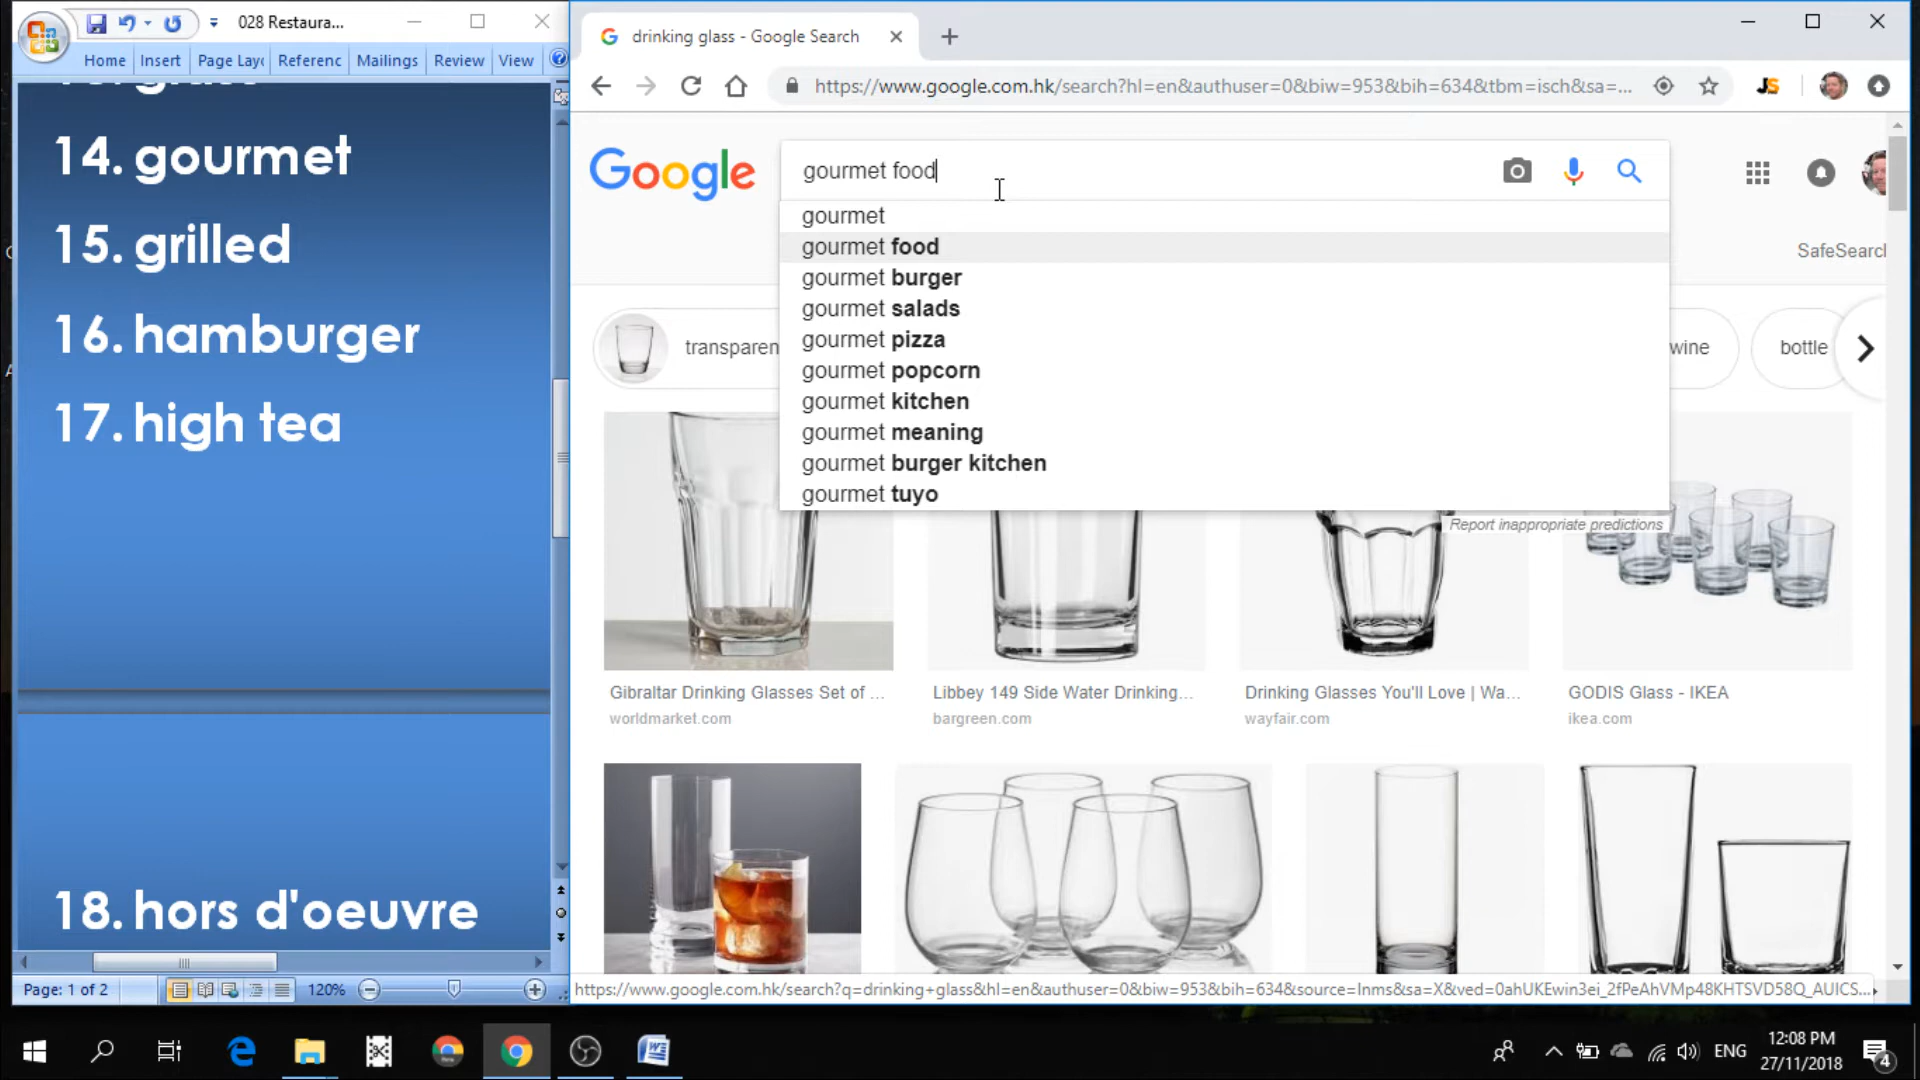 028 Restaura...
Home Insert Page Layo Referenc Mailings Review View
14. gourmet
15. grilled
16. hamburger
17. high tea
18. hors d'oeuvre
Page: 1 of 2
120%
drinking glass - Google Search
https://www.google.com.hk/search?hl=en&authuser=0&biw=953&bih=634&tbm=isch&sa=...
JS
Google
gourmet food
gourmet
gourmet food
gourmet burger
gourmet salads
gourmet pizza
gourmet popcorn
gourmet kitchen
gourmet meaning
gourmet burger kitchen
gourmet tuyo
Report inappropriate predictions
SafeSearch
transparen
wine
bottle
Gibraltar Drinking Glasses Set of ...
worldmarket.com
Libbey 149 Side Water Drinking...
bargreen.com
Drinking Glasses You'll Love | Wa...
wayfair.com
GODIS Glass - IKEA
ikea.com
https://www.google.com.hk/search?q=drinking+glass&hl=en&authuser=0&biw=953&bih=634&source=lnms&sa=X&ved=0ahUKEwin3ei_2fPeAhVMp48KHTSVD58Q_AUICS...
ENG
12:08 PM
27/11/2018
4